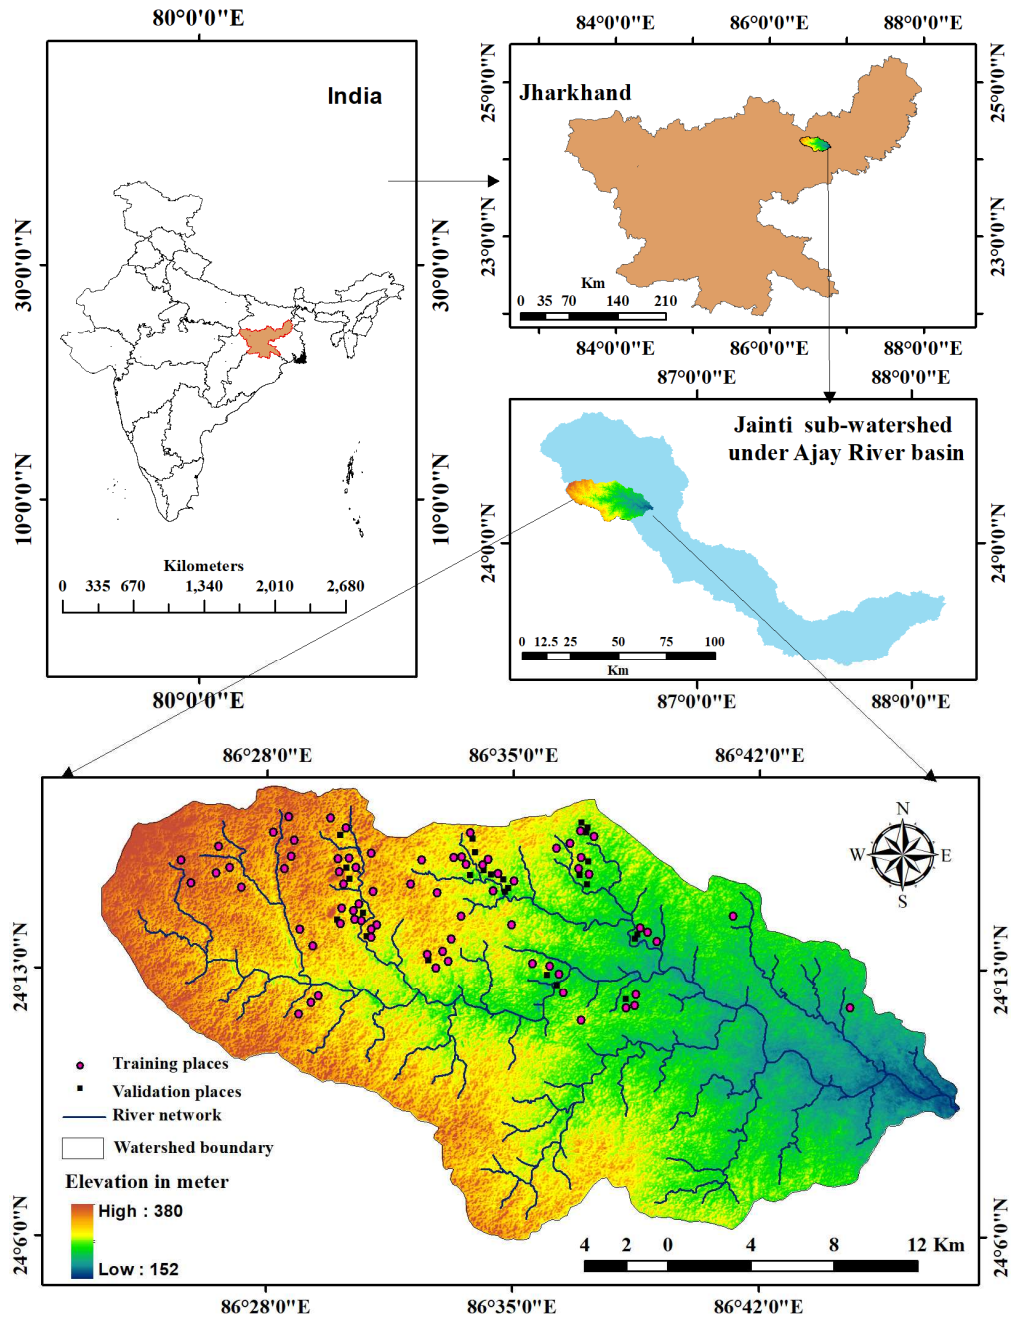 80°0'0"E
India
30°0'0"N
30°0'0"N
10°0'0"N
10°0'0"N
Kilometers
0 335 670 1,340 2,010 2,680
80°0'0"E
84°0'0"E 86°0'0"E 88°0'0"E
Jharkhand
25°0'0"N
25°0'0"N
23°0'0"N
23°0'0"N
Km
0 35 70 140 210
84°0'0"E 86°0'0"E 88°0'0"E
87°0'0"E 88°0'0"E
Jainti sub-watershed
under Ajay River basin
24°0'0"N
24°0'0"N
0 12.5 25 50 75 100
Km
87°0'0"E 88°0'0"E
86°28'0"E 86°35'0"E 86°42'0"E
N
W E
S
24°13'0"N
24°13'0"N
Training places
Validation places
River network
Watershed boundary
Elevation in meter
High : 380
Low : 152
24°6'0"N
24°6'0"N
4 2 0 4 8 12 Km
86°28'0"E 86°35'0"E 86°42'0"E